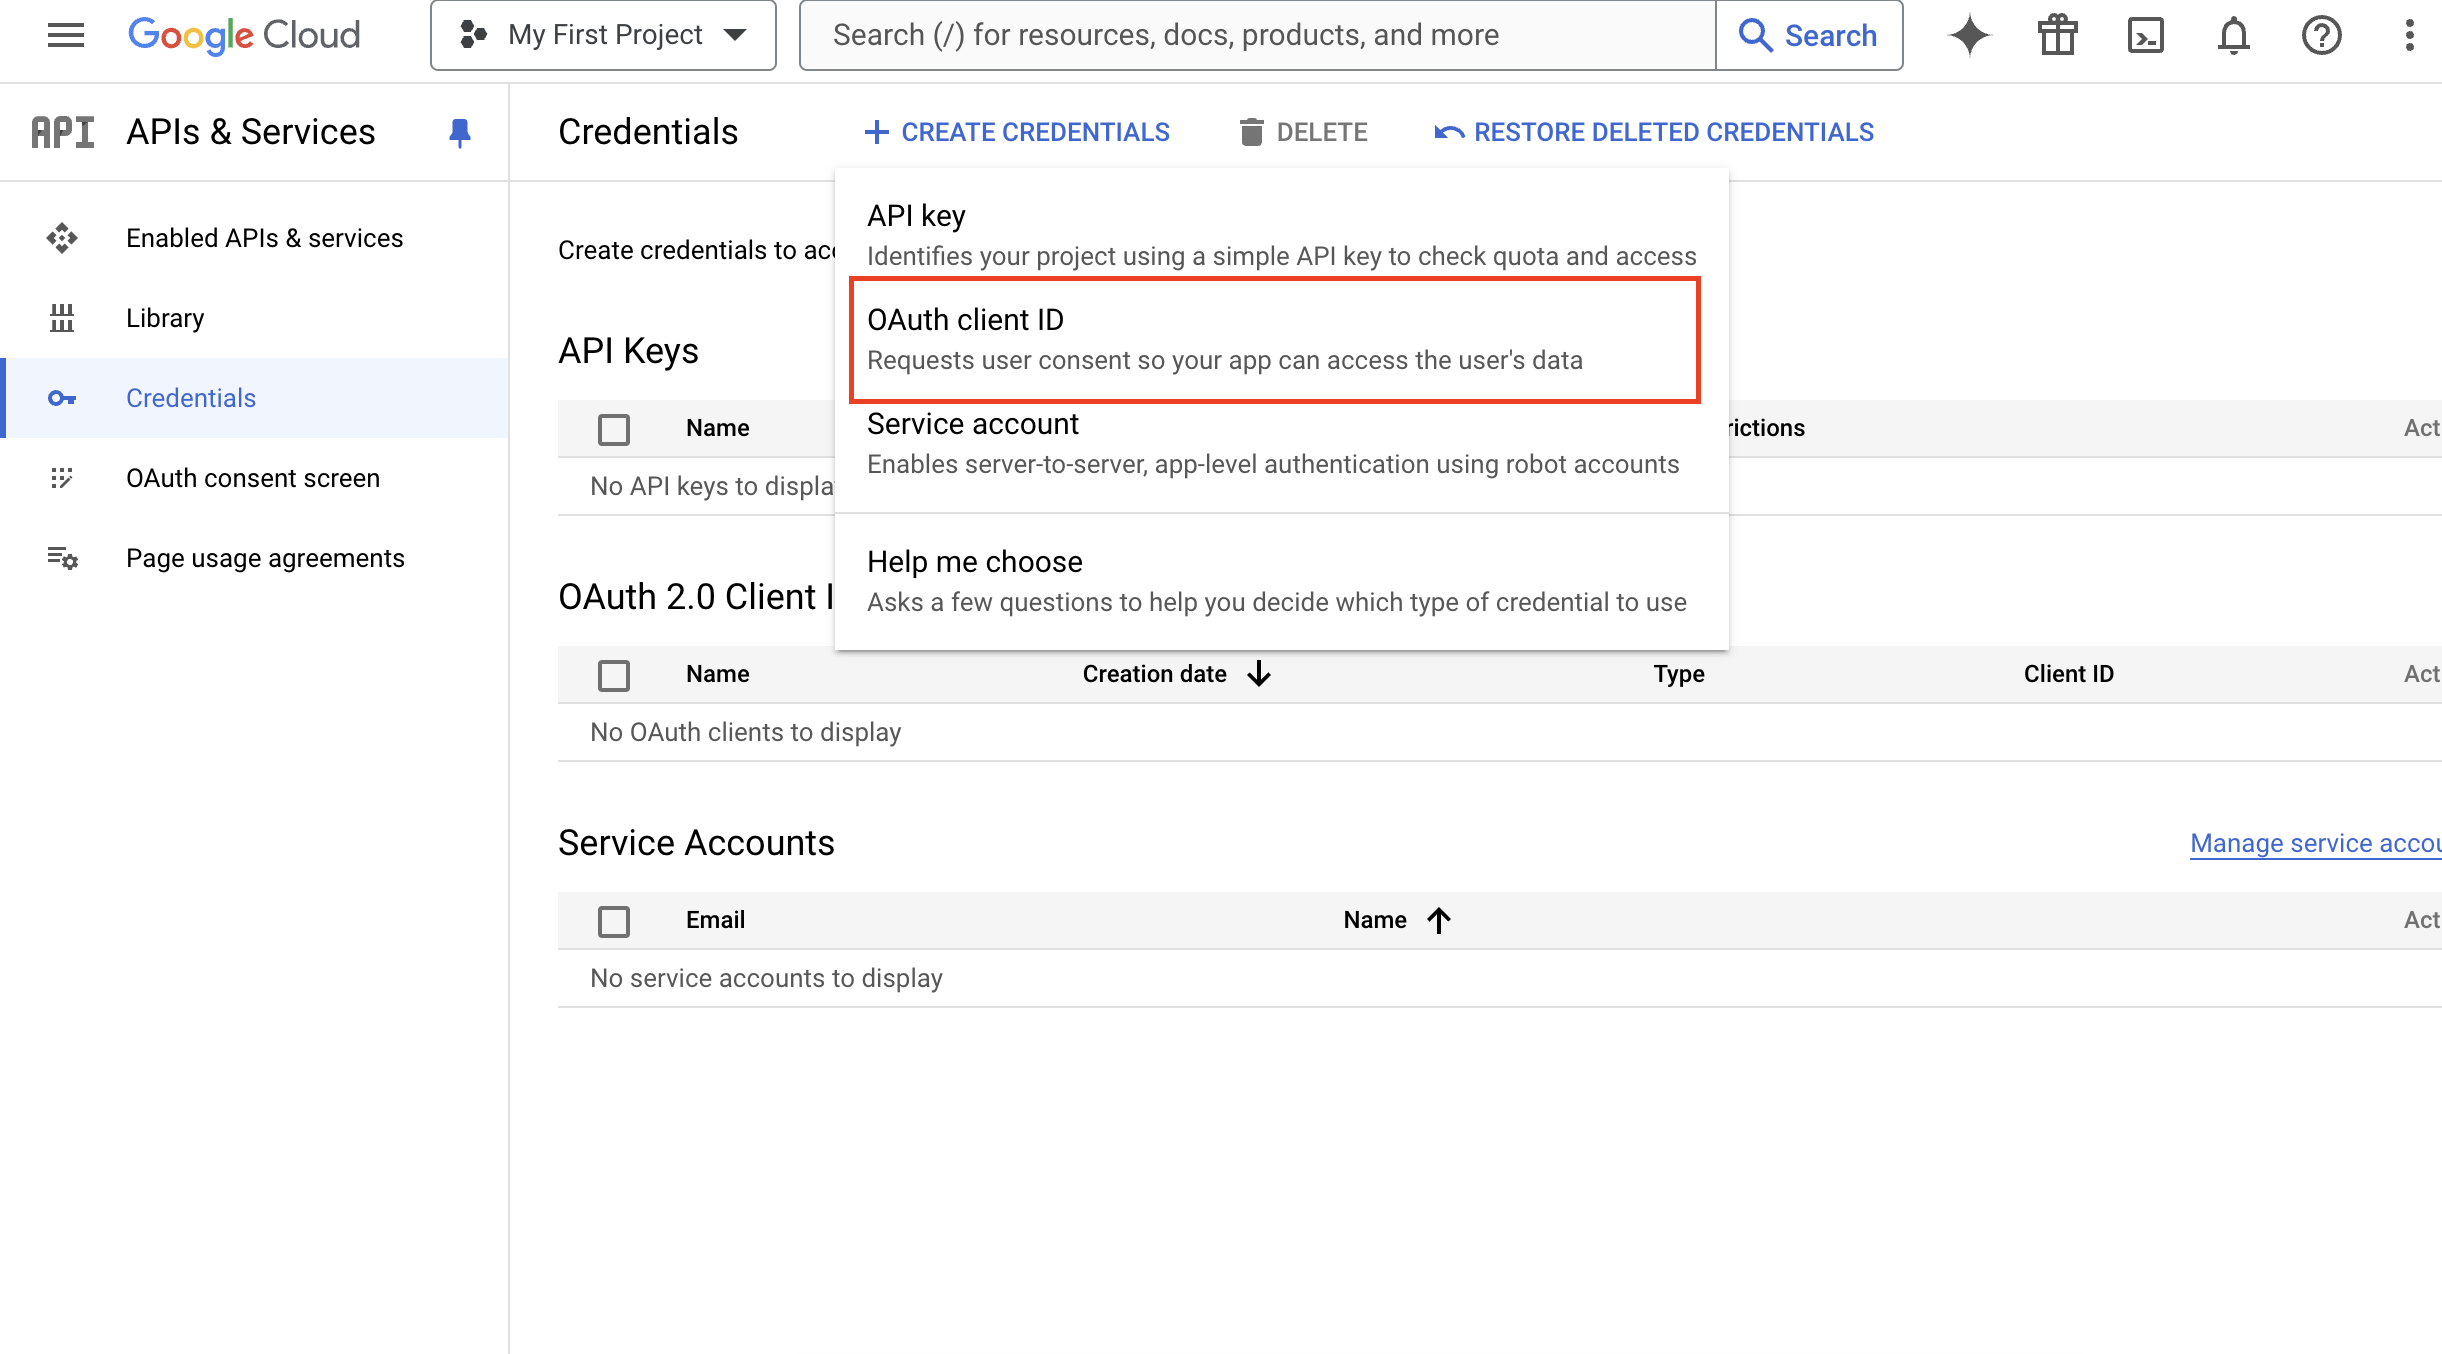 Google Cloud
My First Project
Search (/) for resources, docs, products, and more
Search
API
APIs & Services
Credentials
CREATE CREDENTIALS
DELETE
RESTORE DELETED CREDENTIALS
Enabled APIs & services
Library
Credentials
OAuth consent screen
Page usage agreements
Create credentials to acc
API key
Identifies your project using a simple API key to check quota and access
OAuth client ID
Requests user consent so your app can access the user's data
Service account
Enables server-to-server, app-level authentication using robot accounts
Help me choose
Asks a few questions to help you decide which type of credential to use
API Keys
Name
rictions
Act
No API keys to displa
OAuth 2.0 Client I
Name
Creation date
Type
Client ID
Act
No OAuth clients to display
Service Accounts
Manage service accou
Email
Name
Act
No service accounts to display